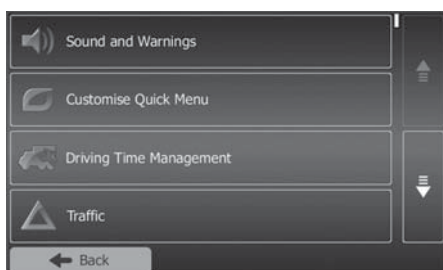 Sound and Warnings
Customise Quick Menu
Driving Time Management
Traffic
Back